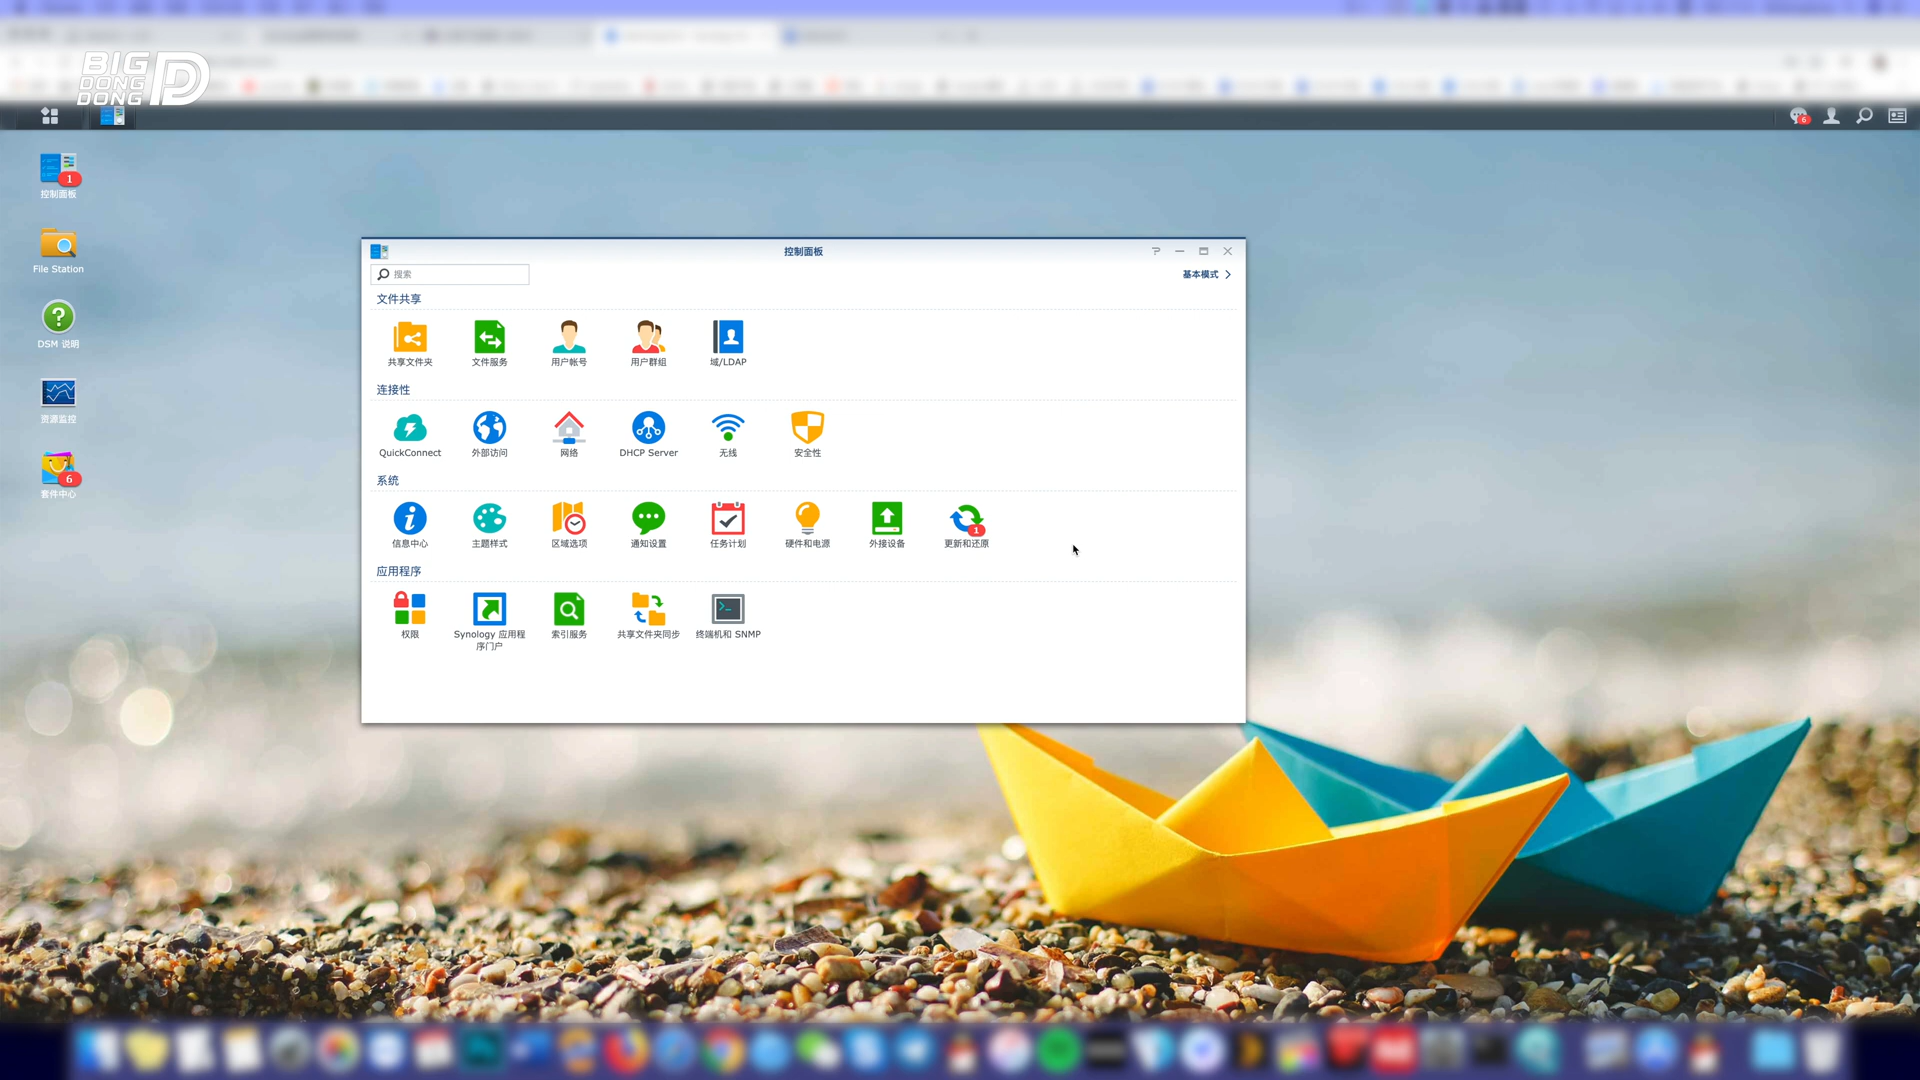 BIG
DONG
DONG
D
6
1
控制面板
File Station
DSM 说明
资源监控
6
套件中心
控制面板
搜索
基本模式
文件共享
共享文件夹
文件服务
用户帐号
用户群组
域/LDAP
连接性
QuickConnect
外部访问
网络
DHCP Server
无线
安全性
系统
信息中心
主题样式
区域选项
通知设置
任务计划
硬件和电源
外接设备
1
更新和还原
应用程序
权限
Synology 应用程
序门户
索引服务
共享文件夹同步
终端机和 SNMP